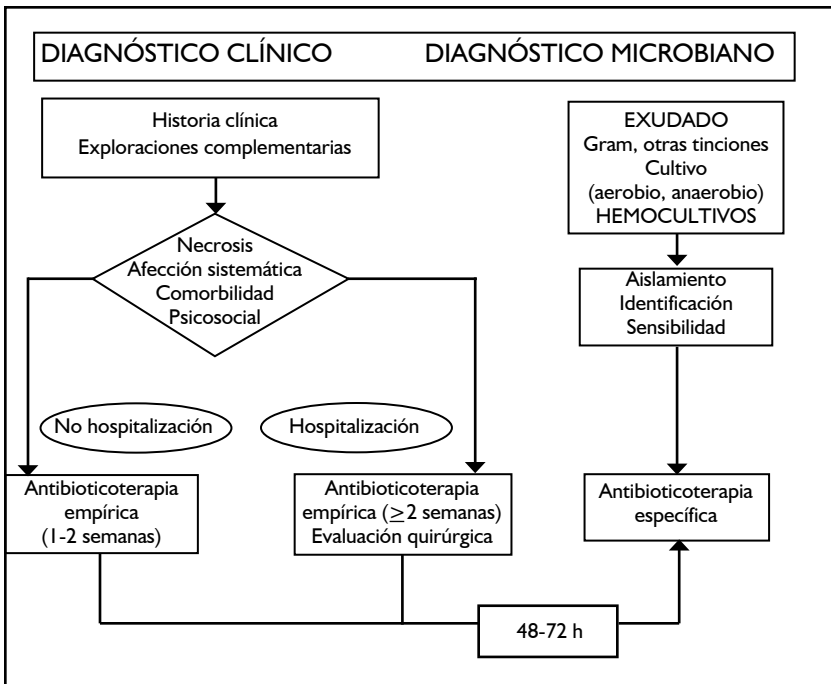 DIAGNÓSTICO CLÍNICO
DIAGNÓSTICO MICROBIANO
Historia clínica
Exploraciones complementarias
EXUDADO
Gram, otras tinciones
Cultivo
(aerobio, anaerobio)
HEMOCULTIVOS
Necrosis
Afección sistemática
Comorbilidad
Psicosocial
Aislamiento
Identificación
Sensibilidad
No hospitalización
Hospitalización
Antibioticoterapia
empírica
(1-2 semanas)
Antibioticoterapia
empírica (≥2 semanas)
Evaluación quirúrgica
Antibioticoterapia
específica
48-72 h